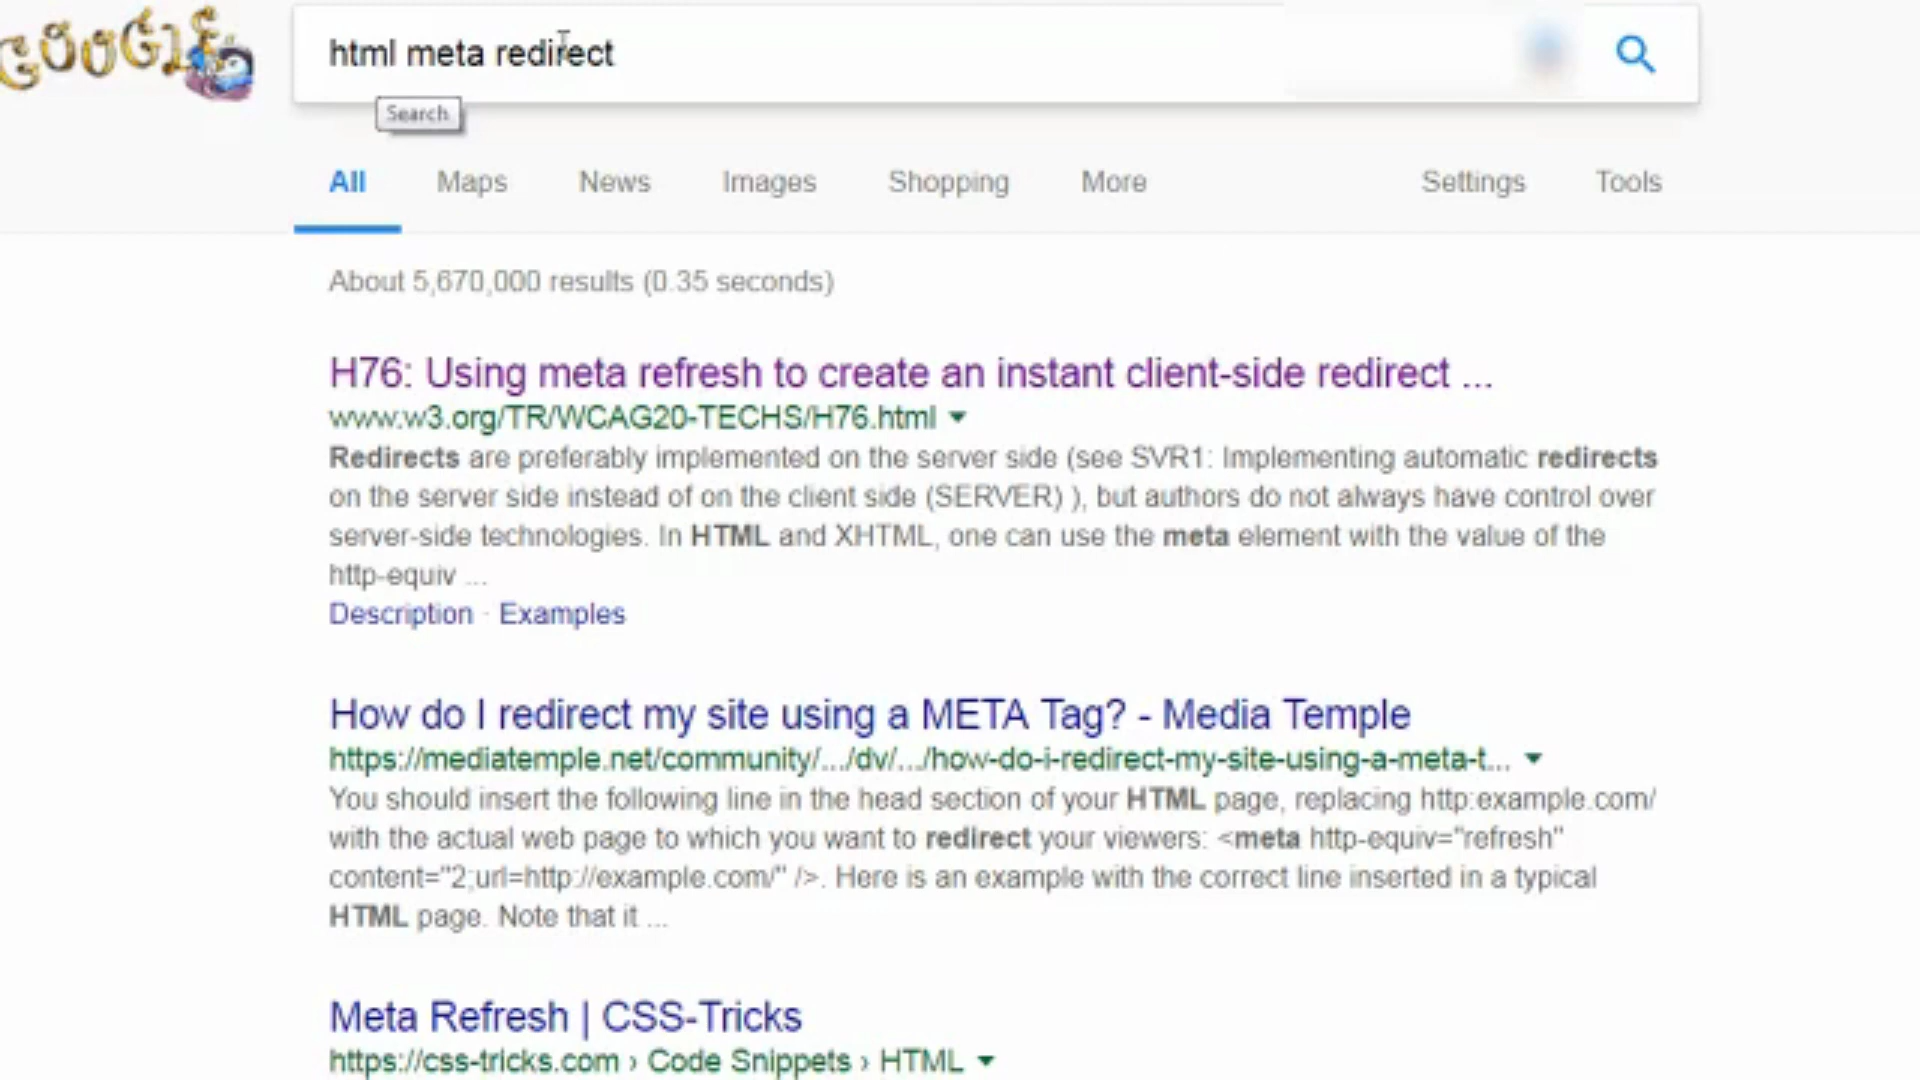 GOOGLE
html meta redirect
Search
All Maps News Images Shopping More Settings Tools
About 5,670,000 results (0.35 seconds)
H76: Using meta refresh to create an instant client-side redirect ...
www.w3.org/TR/WCAG20-TECHS/H76.html
Redirects are preferably implemented on the server side (see SVR1: Implementing automatic redirects
on the server side instead of on the client side (SERVER) ), but authors do not always have control over
server-side technologies. In HTML and XHTML, one can use the meta element with the value of the
http-equiv ...
Description · Examples
How do I redirect my site using a META Tag? - Media Temple
https://mediatemple.net/community/.../dv/.../how-do-i-redirect-my-site-using-a-meta-t...
You should insert the following line in the head section of your HTML page, replacing http:example.com/
with the actual web page to which you want to redirect your viewers: <meta http-equiv="refresh"
content="2;url=http://example.com/" />. Here is an example with the correct line inserted in a typical
HTML page. Note that it ...
Meta Refresh | CSS-Tricks
https://css-tricks.com › Code Snippets › HTML